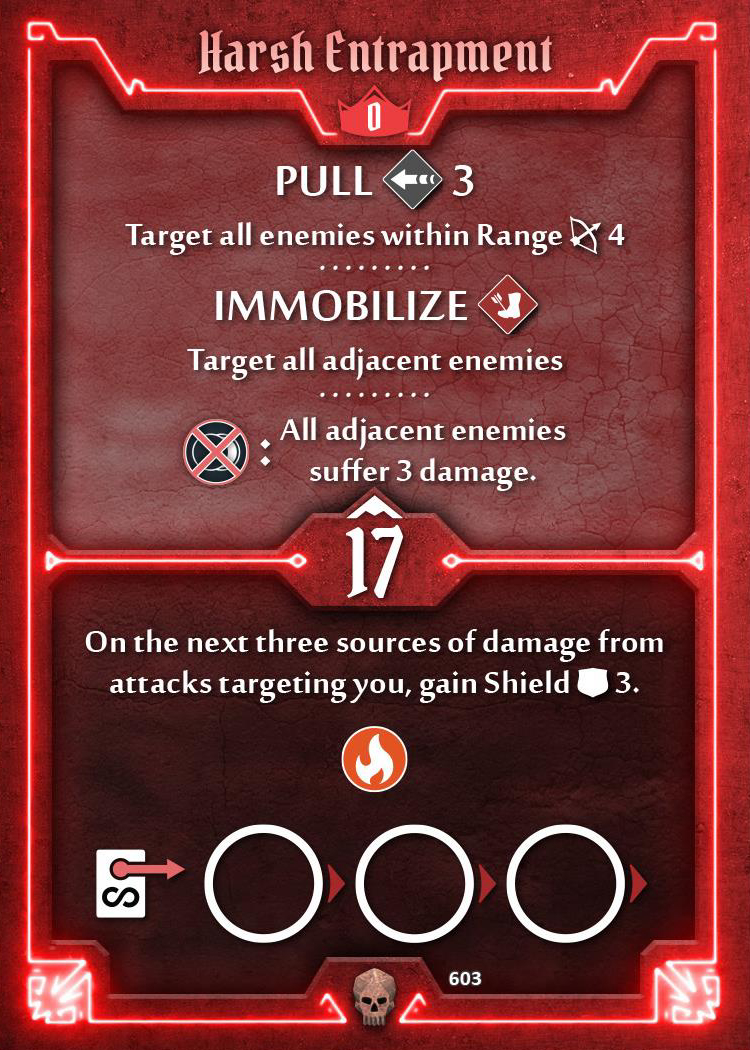 Harsh Entrapment
0
PULL 3
Target all enemies within Range 4
IMMOBILIZE
Target all adjacent enemies
: All adjacent enemies
suffer 3 damage.
17
On the next three sources of damage from
attacks targeting you, gain Shield 3.
603